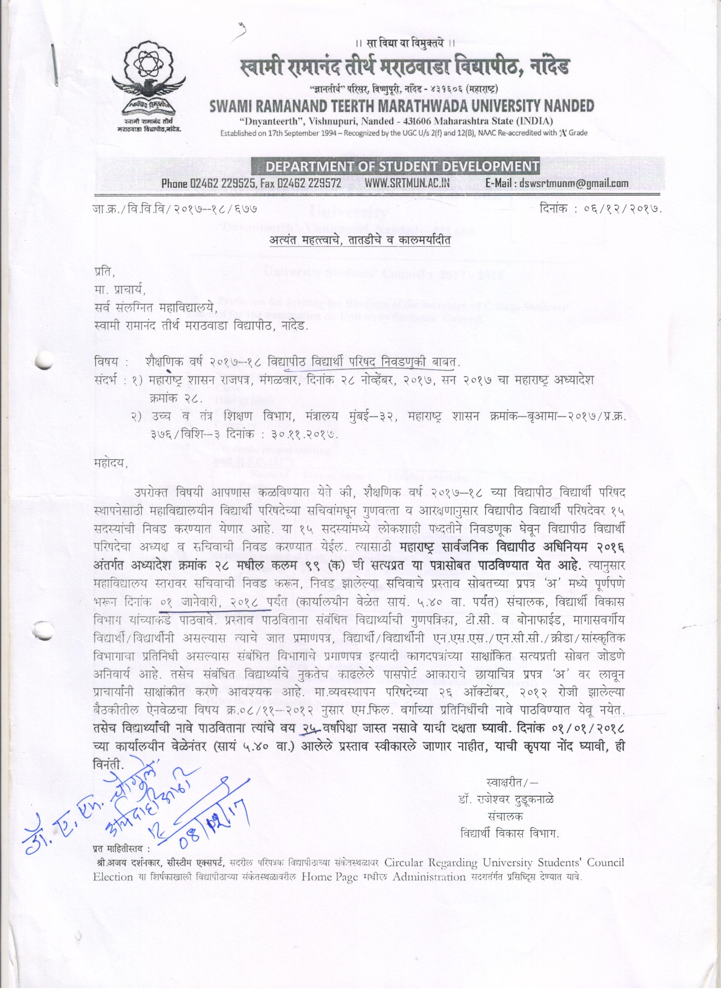 ।। सा विद्या या विमुक्तये ।।
स्वामी रामानंद तीर्थ मराठवाडा विद्यापीठ, नांदेड
“ज्ञानतीर्थ” परिसर, विष्णुपूरी, नांदेड - ४३१६०६ (महाराष्ट्र)
SWAMI RAMANAND TEERTH MARATHWADA UNIVERSITY NANDED
“Dnyanteerth”, Vishnupuri, Nanded - 431606 Maharashtra State (INDIA)
Established on 17th September 1994 – Recognized by the UGC U/s 2(f) and 12(B), NAAC Re-accredited with 'A' Grade
स्वामी रामानंद तीर्थ
मराठवाडा विद्यापीठ,नांदेड.
DEPARTMENT OF STUDENT DEVELOPMENT
Phone 02462 229525, Fax 02462 229572 WWW.SRTMUN.AC.IN E-Mail : dswsrtmunm@gmail.com
जा.क्र./वि.वि.वि/२०१७--१८/६७७ दिनांक : ०६/१२/२०१७.
अत्यंत महत्त्वाचे, तातडीचे व कालमर्यादीत
प्रति,
मा. प्राचार्य,
सर्व संलग्नित महाविद्यालये,
स्वामी रामानंद तीर्थ मराठवाडा विद्यापीठ, नांदेड.
विषय : शैक्षणिक वर्ष २०१७--१८ विद्यापीठ विद्यार्थी परिषद निवडणुकी बाबत.
संदर्भ : १) महाराष्ट्र शासन राजपत्र, मंगळवार, दिनांक २८ नोव्हेंबर, २०१७, सन २०१७ चा महाराष्ट्र अध्यादेश
क्रमांक २८.
२) उच्च व तंत्र शिक्षण विभाग, मंत्रालय मुंबई–३२, महाराष्ट्र शासन क्रमांक–बृआमा–२०१७/प्र.क्र.
३७६/विशि–३ दिनांक : ३०.११.२०१७.
महोदय,
उपरोक्त विषयी आपणास कळविण्यात येते की, शैक्षणिक वर्ष २०१७–१८ च्या विद्यापीठ विद्यार्थी परिषद
स्थापनेसाठी महाविद्यालयीन विद्यार्थी परिषदेच्या सचिवांमधून गुणवत्ता व आरक्षणानुसार विद्यापीठ विद्यार्थी परिषदेवर १५
सदस्यांची निवड करण्यात येणार आहे. या १५ सदस्यांमध्ये लोकशाही पध्दतीने निवडणूक घेवून विद्यापीठ विद्यार्थी
परिषदेचा अध्यक्ष व सचिवाची निवड करण्यात येईल. त्यासाठी महाराष्ट्र सार्वजनिक विद्यापीठ अधिनियम २०१६
अंतर्गत अध्यादेश क्रमांक २८ मधील कलम ९९ (क) ची सत्यप्रत या पत्रासोबत पाठविण्यात येत आहे. त्यानुसार
महाविद्यालय स्तरावर सचिवाची निवड करून, निवड झालेल्या सचिवाचे प्रस्ताव सोबतच्या प्रपत्र ‘अ’ मध्ये पूर्णपणे
भरून दिनांक ०१ जानेवारी, २०१८ पर्यंत (कार्यालयीन वेळेत सायं. ५.४० वा. पर्यंत) संचालक, विद्यार्थी विकास
विभाग यांच्याकडे पाठवावे. प्रस्ताव पाठविताना संबंधित विद्यार्थ्याची गुणपत्रिका, टी.सी. व बोनाफाईड, मागासवर्गीय
विद्यार्थी/विद्यार्थीनी असल्यास त्याचे जात प्रमाणपत्र, विद्यार्थी/विद्यार्थीनी एन.एस.एस./एन.सी.सी./क्रीडा/सांस्कृतिक
विभागाचा प्रतिनिधी असल्यास संबंधित विभागाचे प्रमाणपत्र इत्यादी कागदपत्रांच्या साक्षांकित सत्यप्रती सोबत जोडणे
अनिवार्य आहे. तसेच संबंधित विद्यार्थ्याचे नुकतेच काढलेले पासपोर्ट आकाराचे छायाचित्र प्रपत्र ‘अ’ वर लावून
प्राचार्यांनी साक्षांकीत करणे आवश्यक आहे. मा.व्यवस्थापन परिषदेच्या २६ ऑक्टोंबर, २०१२ रोजी झालेल्या
बैठकीतील ऐनवेळचा विषय क्र.०८/११–२०१२ नुसार एम.फिल. वर्गाच्या प्रतिनिधींची नावे पाठविण्यात येवू नयेत.
तसेच विद्यार्थ्यांची नावे पाठविताना त्यांचे वय २५ वर्षापेक्षा जास्त नसावे याची दक्षता घ्यावी. दिनांक ०१/०१/२०१८
च्या कार्यालयीन वेळेनंतर (सायं ५.४० वा.) आलेले प्रस्ताव स्वीकारले जाणार नाहीत, याची कृपया नोंद घ्यावी, ही
विनंती.
स्वाक्षरीत/–
डॉ. राजेश्वर दुडूकनाळे
संचालक
विद्यार्थी विकास विभाग.
डॉ. ए. एम. चौगुले
08/12/17
प्रत माहितीस्तव :
श्री.अजय दर्शनकार, सीस्टीम एक्सपर्ट, सदरील परिपत्रक विद्यापीठाच्या संकेतस्थळावर Circular Regarding University Students' Council
Election या शिर्षकाखाली विद्यापीठाच्या संकेतस्थळावरील Home Page मधील Administration सदरातंर्गत प्रसिध्दि देण्यात यावे.